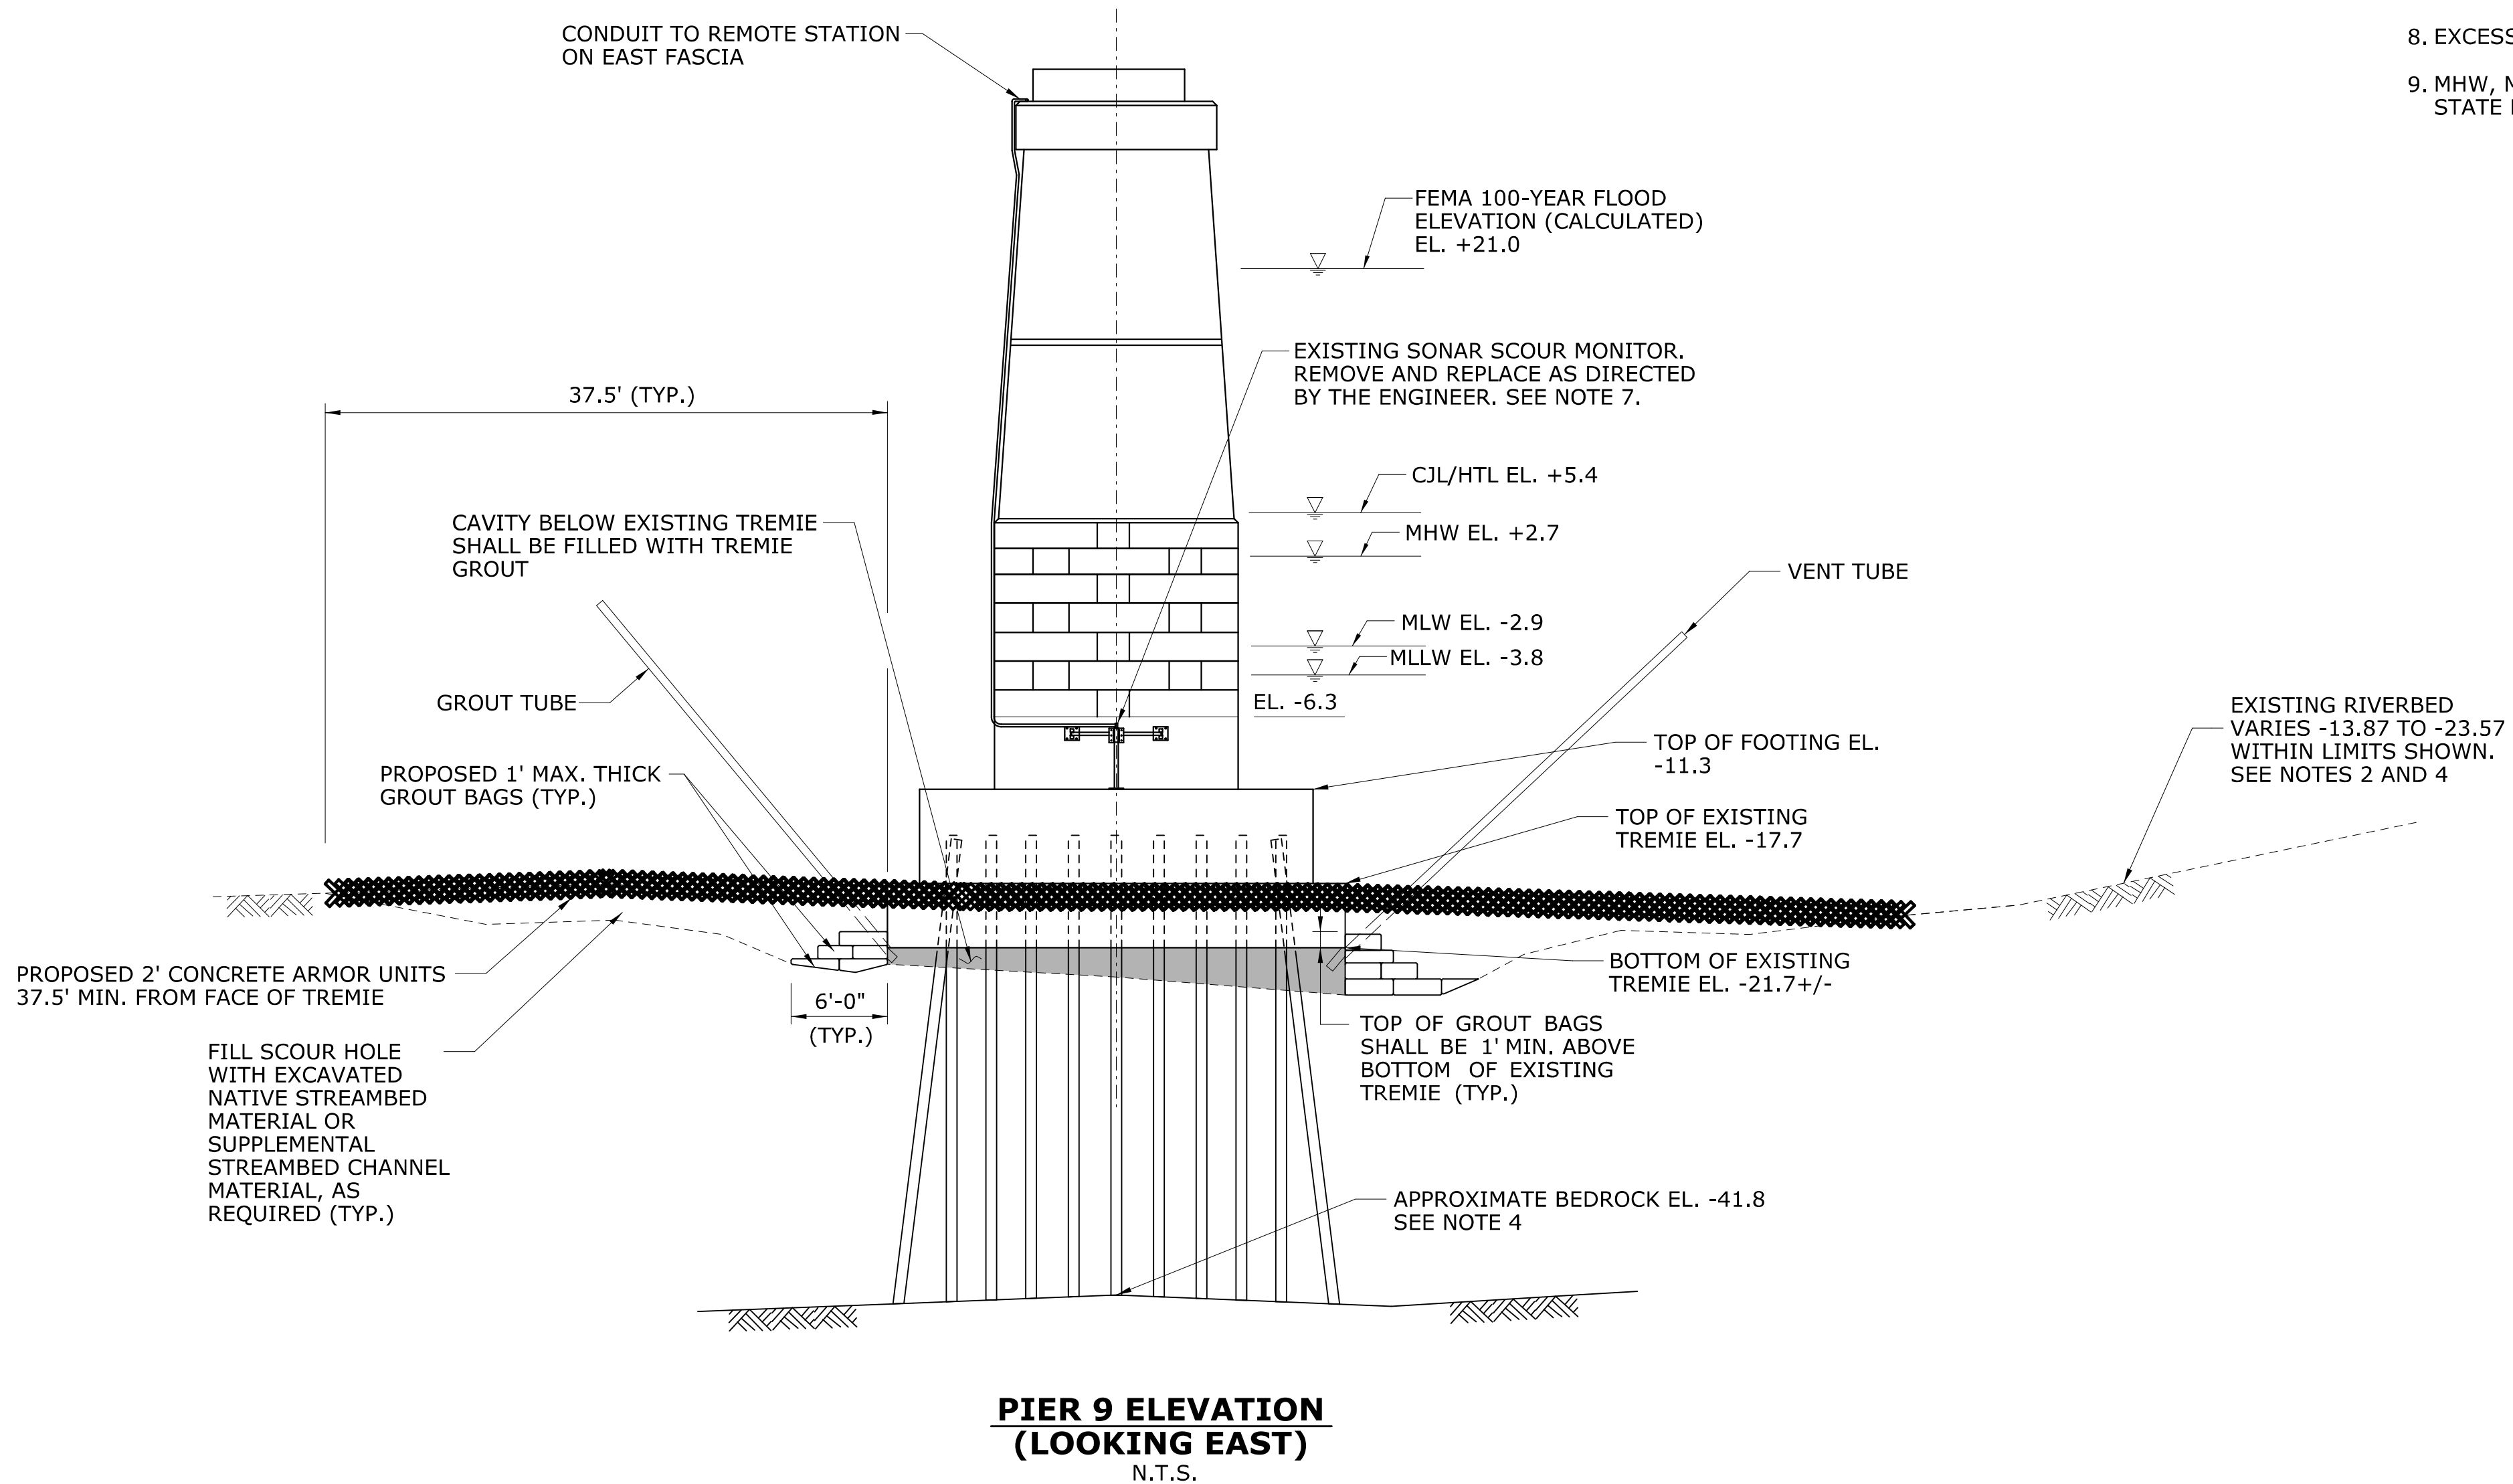 CONDUIT TO REMOTE STATION
ON EAST FASCIA
8. EXCESS
9. MHW, M
STATE
FEMA 100-YEAR FLOOD
ELEVATION (CALCULATED)
EL. +21.0
EXISTING SONAR SCOUR MONITOR.
REMOVE AND REPLACE AS DIRECTED
BY THE ENGINEER. SEE NOTE 7.
37.5' (TYP.)
CJL/HTL EL. +5.4
CAVITY BELOW EXISTING TREMIE
SHALL BE FILLED WITH TREMIE
GROUT
MHW EL. +2.7
VENT TUBE
MLW EL. -2.9
MLLW EL. -3.8
GROUT TUBE
EL. -6.3
EXISTING RIVERBED
VARIES -13.87 TO -23.57
WITHIN LIMITS SHOWN.
SEE NOTES 2 AND 4
TOP OF FOOTING EL.
-11.3
PROPOSED 1' MAX. THICK
GROUT BAGS (TYP.)
TOP OF EXISTING
TREMIE EL. -17.7
PROPOSED 2' CONCRETE ARMOR UNITS
37.5' MIN. FROM FACE OF TREMIE
BOTTOM OF EXISTING
TREMIE EL. -21.7+/-
6'-0"
(TYP.)
TOP OF GROUT BAGS
SHALL BE 1' MIN. ABOVE
BOTTOM OF EXISTING
TREMIE (TYP.)
FILL SCOUR HOLE
WITH EXCAVATED
NATIVE STREAMBED
MATERIAL OR
SUPPLEMENTAL
STREAMBED CHANNEL
MATERIAL, AS
REQUIRED (TYP.)
APPROXIMATE BEDROCK EL. -41.8
SEE NOTE 4
PIER 9 ELEVATION
(LOOKING EAST)
N.T.S.